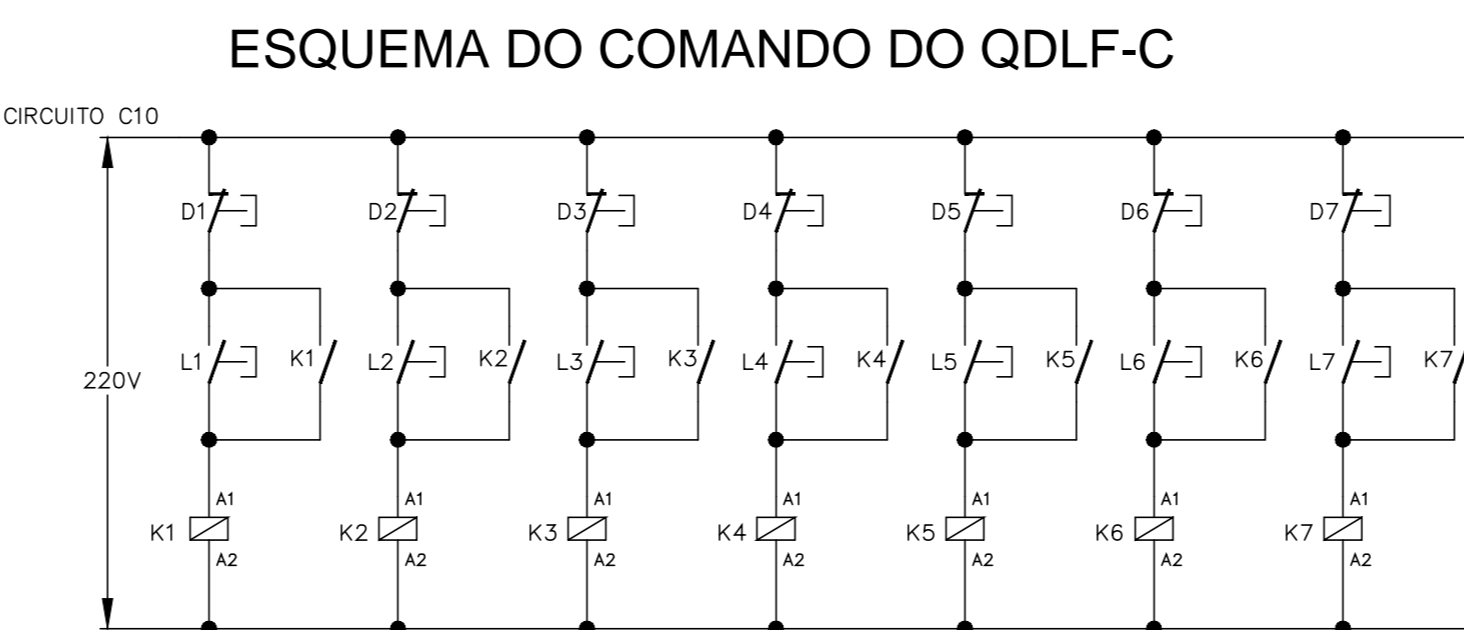 ESQUEMA DO COMANDO DO QDLF-C
CIRCUITO C10
D1 D2 D3 D4 D5 D6 D7
L1 K1 L2 K2 L3 K3 L4 K4 L5 K5 L6 K6 L7 K7
220V
A1 A1 A1 A1 A1 A1 A1
K1 K2 K3 K4 K5 K6 K7
A2 A2 A2 A2 A2 A2 A2